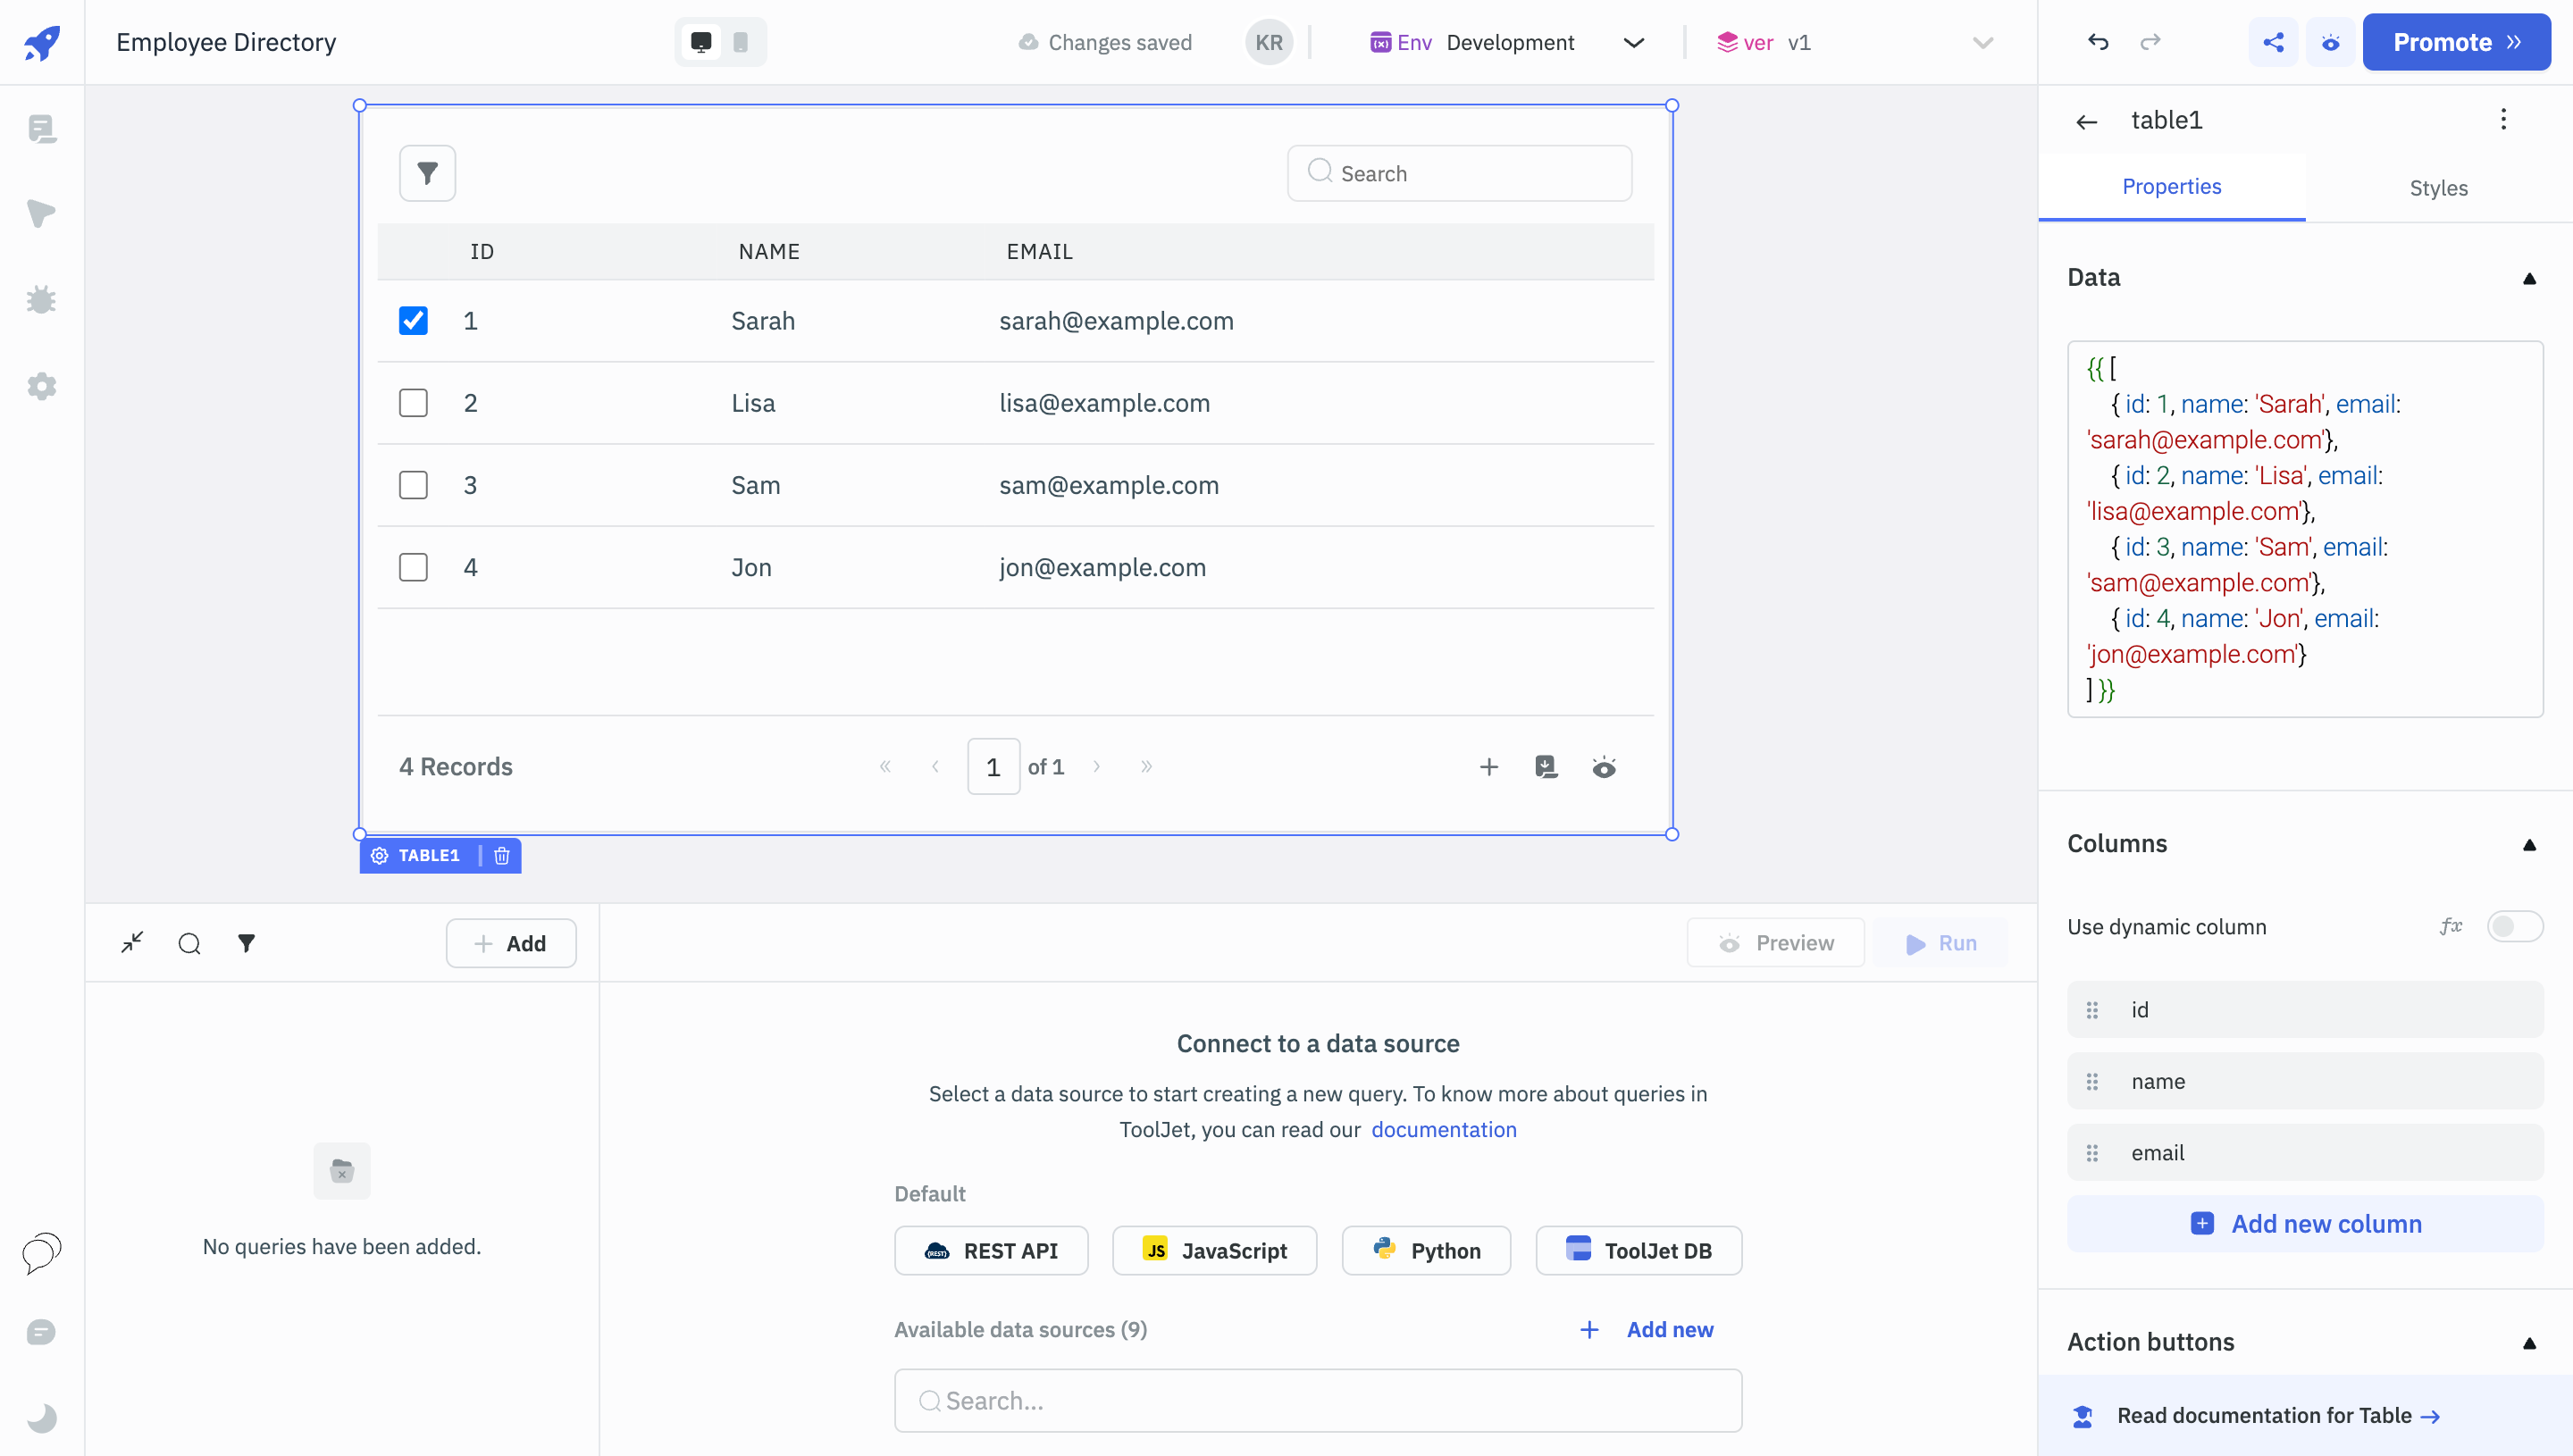 Employee Directory
Changes saved
KR
Env Development
ver v1
Promote
Search
ID NAME EMAIL
1 Sarah sarah@example.com
2 Lisa lisa@example.com
3 Sam sam@example.com
4 Jon jon@example.com
4 Records
1 of 1
TABLE1
Add
No queries have been added.
Preview
Run
Connect to a data source
Select a data source to start creating a new query. To know more about queries in
ToolJet, you can read our documentation
Default
{REST} REST API
JS JavaScript
Python
ToolJet DB
Available data sources (9)
+ Add new
Search...
table1
Properties
Styles
Data
{{ [
{ id: 1, name: 'Sarah', email:
'sarah@example.com'},
{ id: 2, name: 'Lisa', email:
'lisa@example.com'},
{ id: 3, name: 'Sam', email:
'sam@example.com'},
{ id: 4, name: 'Jon', email:
'jon@example.com'}
] }}
Columns
Use dynamic column
fx
id
name
email
Add new column
Action buttons
Read documentation for Table →